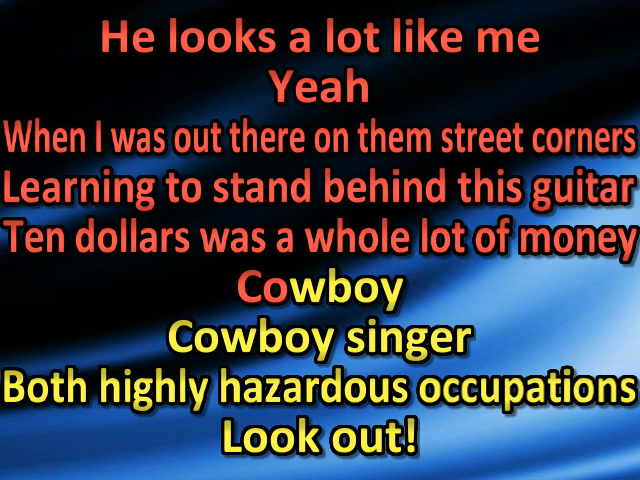 He looks a lot like me
Yeah
When I was out there on them street corners
Learning to stand behind this guitar
Ten dollars was a whole lot of money
Cowboy
Cowboy singer
Both highly hazardous occupations
Look out!